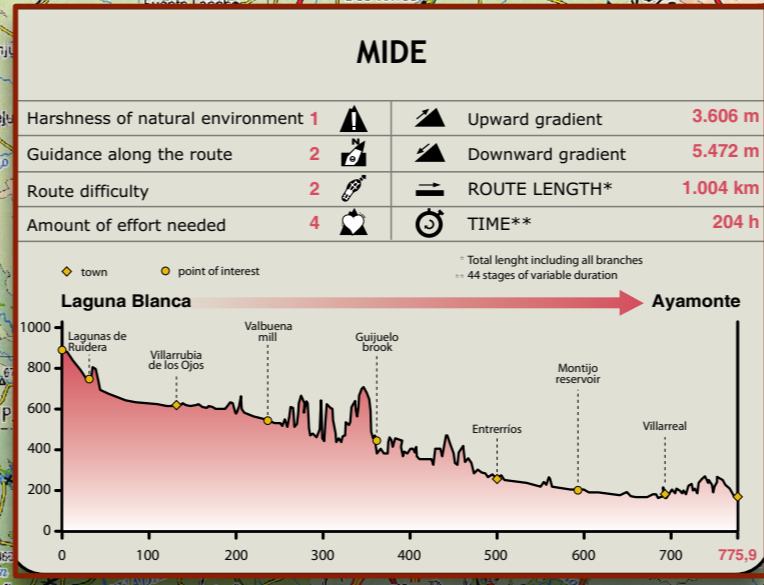 MIDE
Harshness of natural environment 1
Upward gradient 3.606 m
Guidance along the route 2
N
Downward gradient 5.472 m
Route difficulty 2
ROUTE LENGTH* 1.004 km
Amount of effort needed 4
TIME** 204 h
town
point of interest
* Total lenght including all branches
** 44 stages of variable duration
Laguna Blanca
Ayamonte
1000
800
600
400
200
0
Lagunas de
Ruidera
Villarrubia
de los Ojos
Valbuena
mill
Guijuelo
brook
Entrerríos
Montijo
reservoir
Villarreal
0 100 200 300 400 500 600 700 775,9